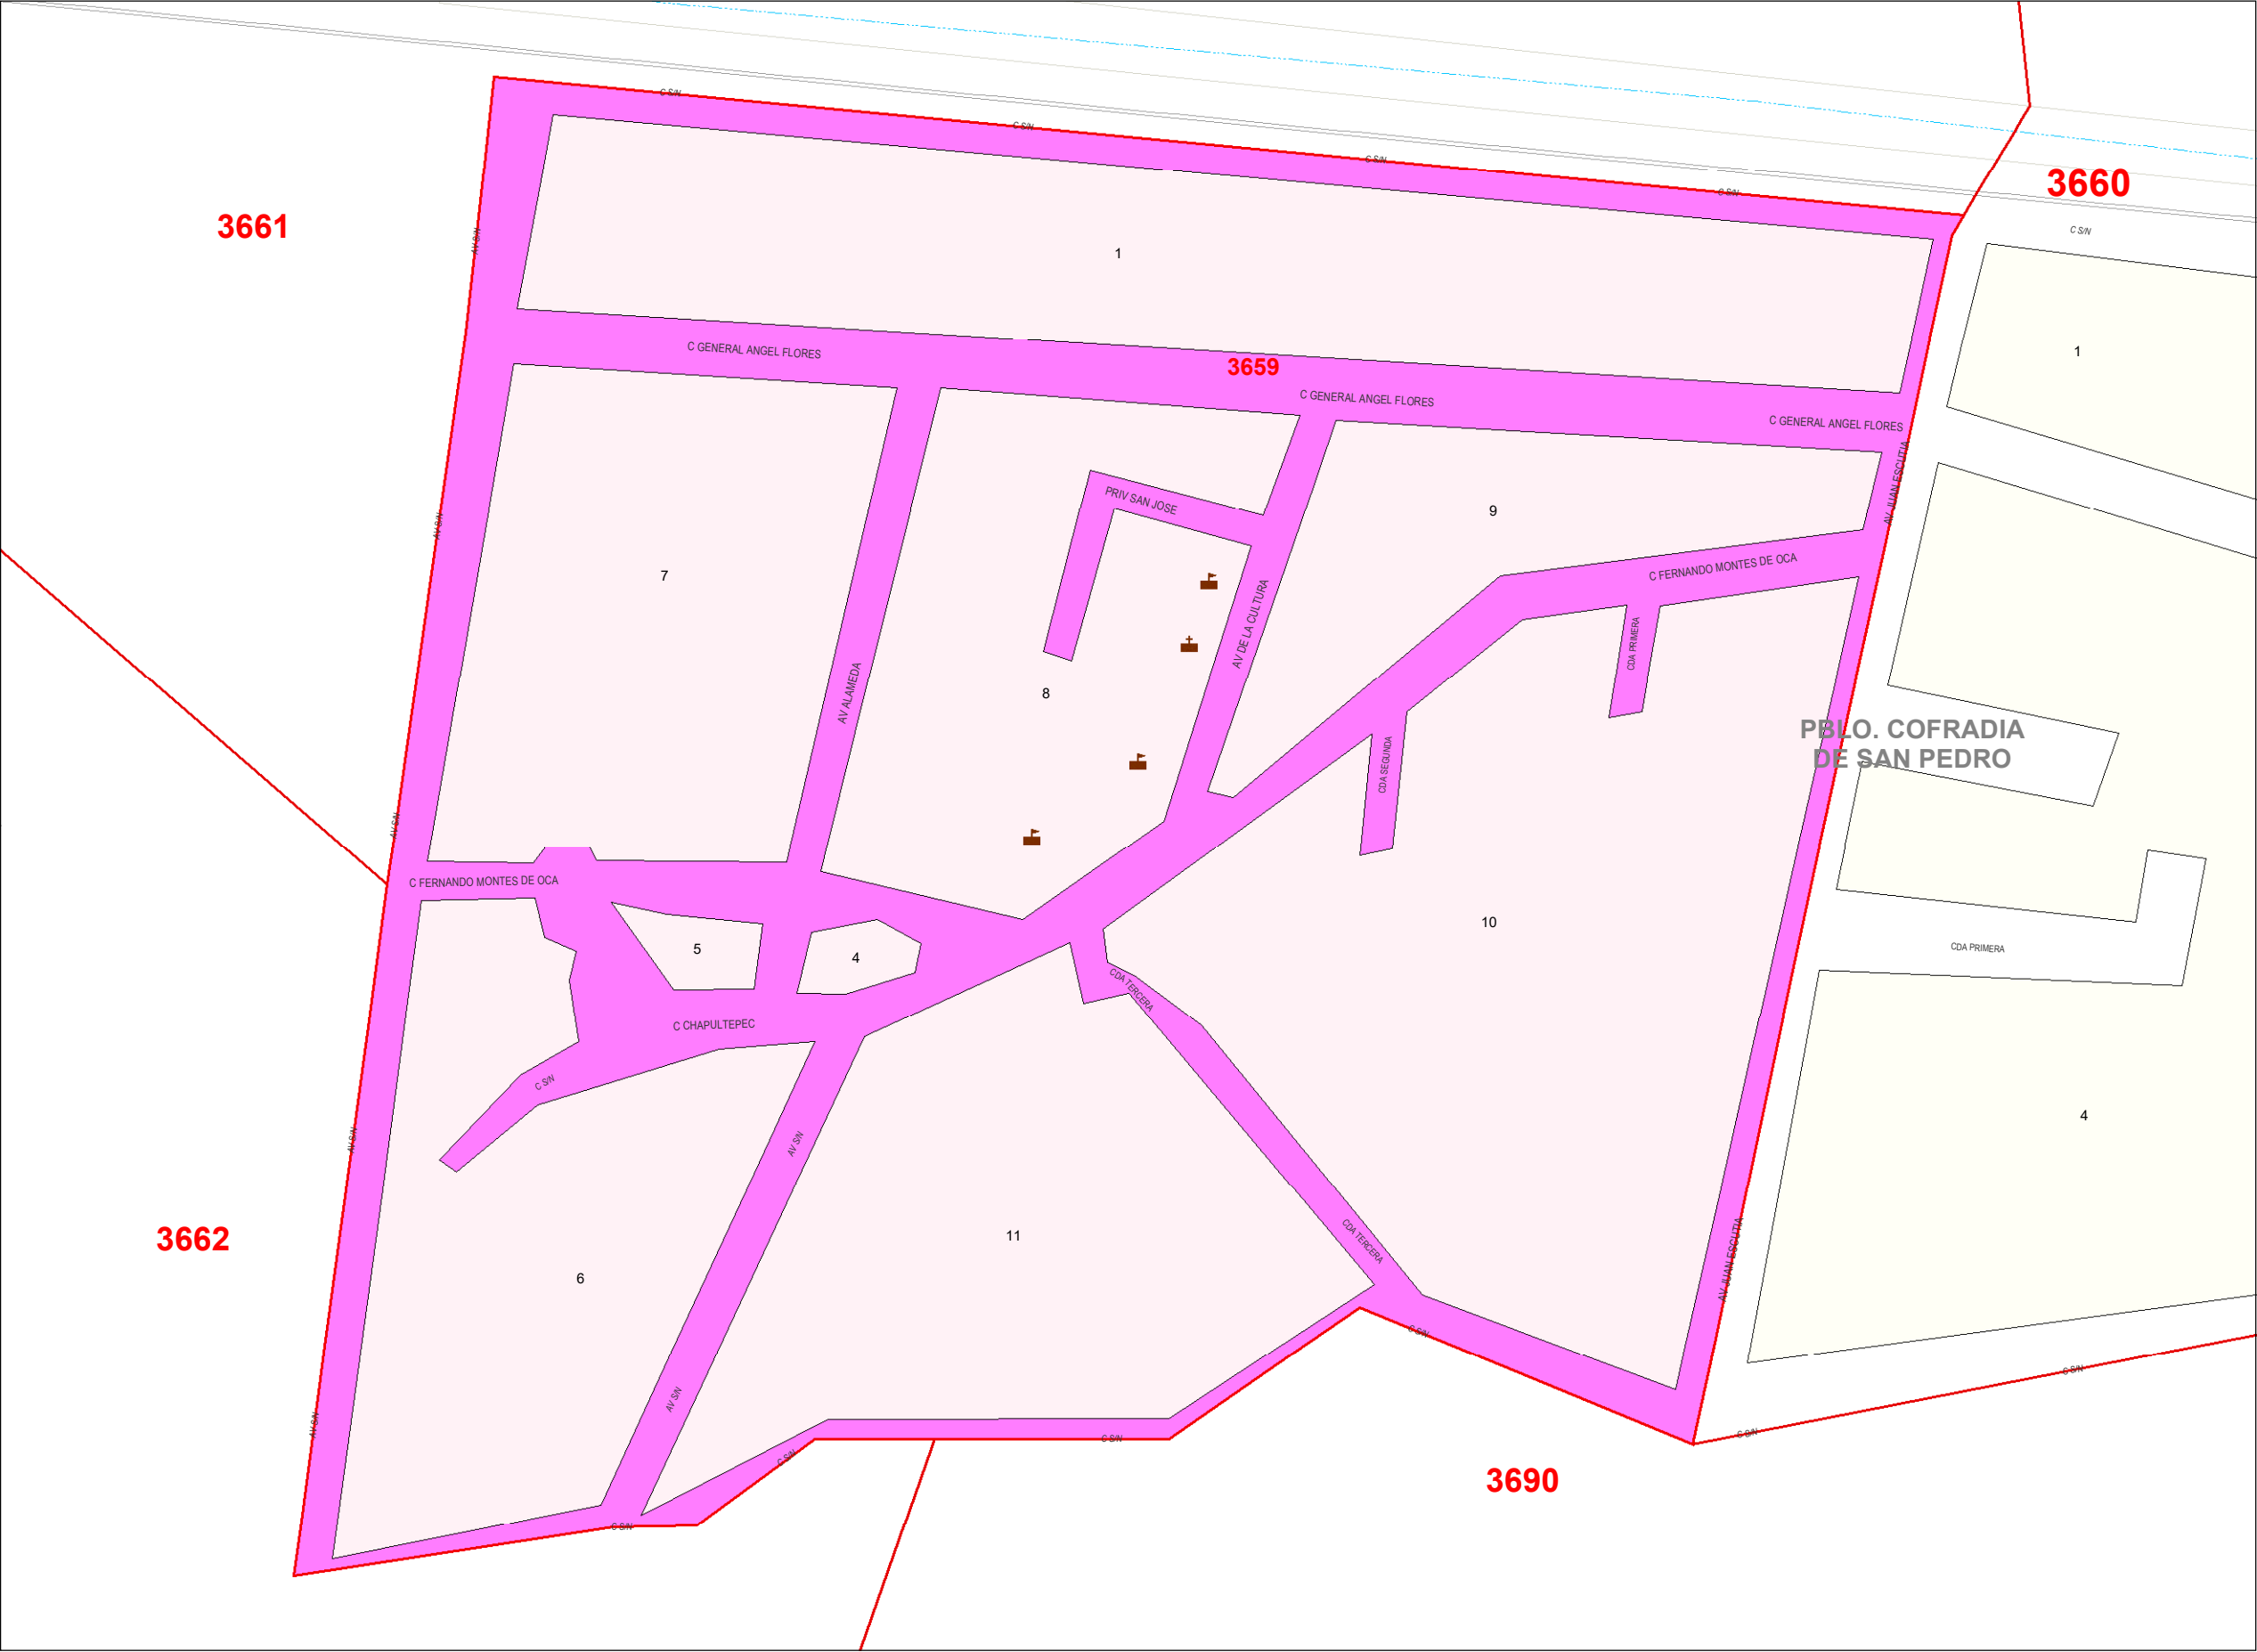 C S/N
C S/N
C S/N
C S/N
3660
3661
AV S/N
C S/N
1
1
C GENERAL ANGEL FLORES
3659
C GENERAL ANGEL FLORES
C GENERAL ANGEL FLORES
AV JUAN ESCUTIA
PRIV SAN JOSE
9
AV S/N
7
C FERNANDO MONTES DE OCA
AV DE LA CULTURA
CDA PRIMERA
AV ALAMEDA
8
PBLO. COFRADIA
DE SAN PEDRO
CDA SEGUNDA
AV S/N
C FERNANDO MONTES DE OCA
10
5
4
CDA PRIMERA
CDA TERCERA
C CHAPULTEPEC
C S/N
4
AV S/N
AV S/N
3662
11
CDA TERCERA
AV JUAN ESCUTIA
6
C S/N
C S/N
AV S/N
AV S/N
C S/N
C S/N
C S/N
3690
C S/N